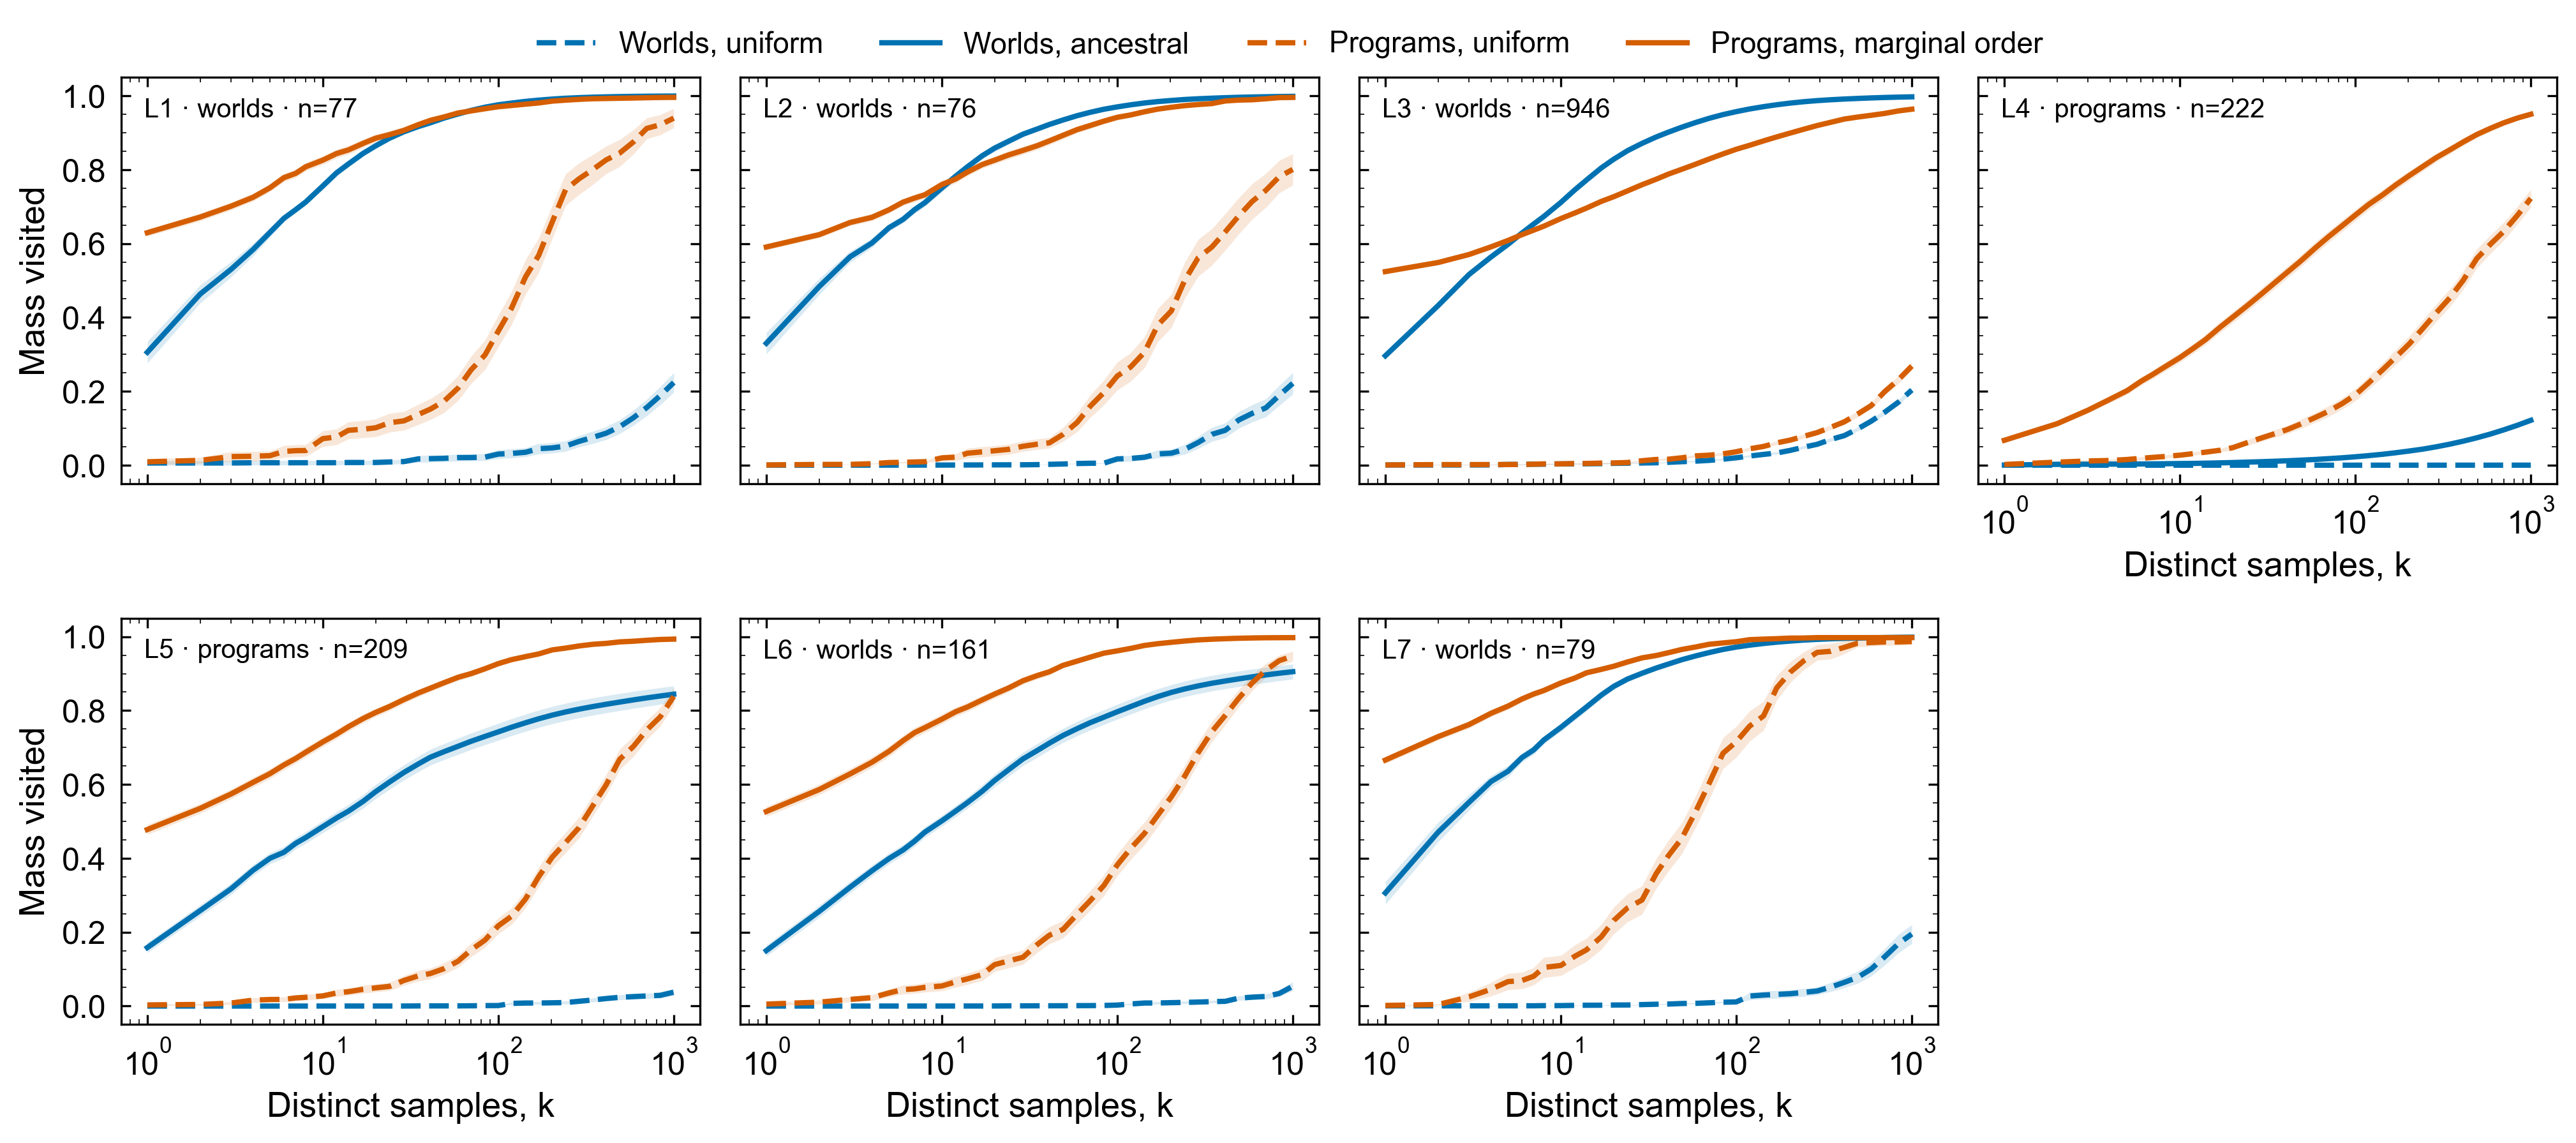 Worlds, uniform Worlds, ancestral Programs, uniform Programs, marginal order
L1 · worlds · n=77
L2 · worlds · n=76
L3 · worlds · n=946
L4 · programs · n=222
Mass visited
1.0
0.8
0.6
0.4
0.2
0.0
10^0 10^1 10^2 10^3
Distinct samples, k
L5 · programs · n=209
L6 · worlds · n=161
L7 · worlds · n=79
Mass visited
1.0
0.8
0.6
0.4
0.2
0.0
10^0 10^1 10^2 10^3
10^0 10^1 10^2 10^3
10^0 10^1 10^2 10^3
Distinct samples, k
Distinct samples, k
Distinct samples, k